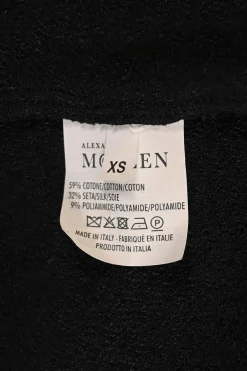 ALEXA
MC XS EEN
59% COTONE/COTTON/COTON
32% SETA/SILK/SOIE
9% POLIAMMIDE/POLYAMIDE/POLYAMIDE
MADE IN ITALY - FABRIQUÉ EN ITALIE
PRODOTTO IN ITALIA